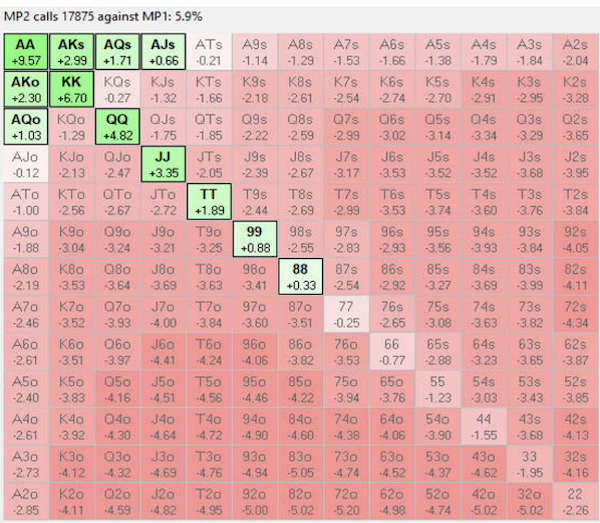 MP2 calls 17875 against MP1: 5.9%
AA AKs AQs AJs ATs A9s A8s A7s A6s A5s A4s A3s A2s
+9.57 +2.99 +1.71 +0.66 -0.21 -1.14 -1.29 -1.53 -1.66 -1.38 -1.79 -1.84 -2.04
AKo KK KQs KJs KTs K9s K8s K7s K6s K5s K4s K3s K2s
+2.30 +6.70 -0.27 -1.32 -1.66 -2.18 -2.61 -2.54 -2.74 -2.70 -2.91 -2.95 -3.28
AQo KQo QQ QJs QTs Q9s Q8s Q7s Q6s Q5s Q4s Q3s Q2s
+1.03 -1.29 +4.82 -1.75 -1.85 -2.22 -2.59 -2.99 -3.02 -3.14 -3.34 -3.29 -3.65
AJo KJo QJo JJ JTs J9s J8s J7s J6s J5s J4s J3s J2s
-0.12 -2.13 -2.47 +3.35 -2.05 -2.39 -2.67 -3.17 -3.53 -3.52 -3.52 -3.68 -3.95
ATo KTo QTo JTo TT T9s T8s T7s T6s T5s T4s T3s T2s
-1.00 -2.56 -2.67 -2.72 +1.89 -2.44 -2.69 -2.99 -3.53 -3.74 -3.60 -3.76 -3.84
A9o K9o Q9o J9o T9o 99 98s 97s 96s 95s 94s 93s 92s
-1.88 -3.04 -3.24 -3.21 -3.25 +0.88 -2.55 -2.83 -2.93 -3.56 -3.93 -3.84 -4.05
A8o K8o Q8o J8o T8o 98o 88 87s 86s 85s 84s 83s 82s
-2.19 -3.53 -3.64 -3.69 -3.63 -3.41 +0.33 -2.54 -2.92 -3.27 -3.69 -3.99 -4.11
A7o K7o Q7o J7o T7o 97o 87o 77 76s 75s 74s 73s 72s
-2.46 -3.52 -3.93 -4.00 -3.84 -3.60 -3.51 -0.25 -2.65 -3.08 -3.63 -3.82 -4.34
A6o K6o Q6o J6o T6o 96o 86o 76o 66 65s 64s 63s 62s
-2.61 -3.51 -3.97 -4.41 -4.24 -4.06 -3.82 -3.53 -0.77 -2.88 -3.23 -3.65 -3.87
A5o K5o Q5o J5o T5o 95o 85o 75o 65o 55 54s 53s 52s
-2.40 -3.83 -4.16 -4.51 -4.56 -4.46 -4.22 -3.94 -3.76 -1.23 -3.03 -3.43 -3.85
A4o K4o Q4o J4o T4o 94o 84o 74o 64o 54o 44 43s 42s
-2.61 -3.92 -4.30 -4.64 -4.72 -4.90 -4.60 -4.38 -4.06 -3.90 -1.55 -3.68 -4.13
A3o K3o Q3o J3o T3o 93o 83o 73o 63o 53o 43o 33 32s
-2.73 -4.12 -4.32 -4.69 -4.76 -4.94 -5.05 -4.74 -4.52 -4.37 -4.62 -1.95 -4.16
A2o K2o Q2o J2o T2o 92o 82o 72o 62o 52o 42o 32o 22
-2.85 -4.11 -4.59 -4.82 -4.95 -5.00 -5.02 -5.20 -4.98 -4.74 -5.02 -5.02 -2.26